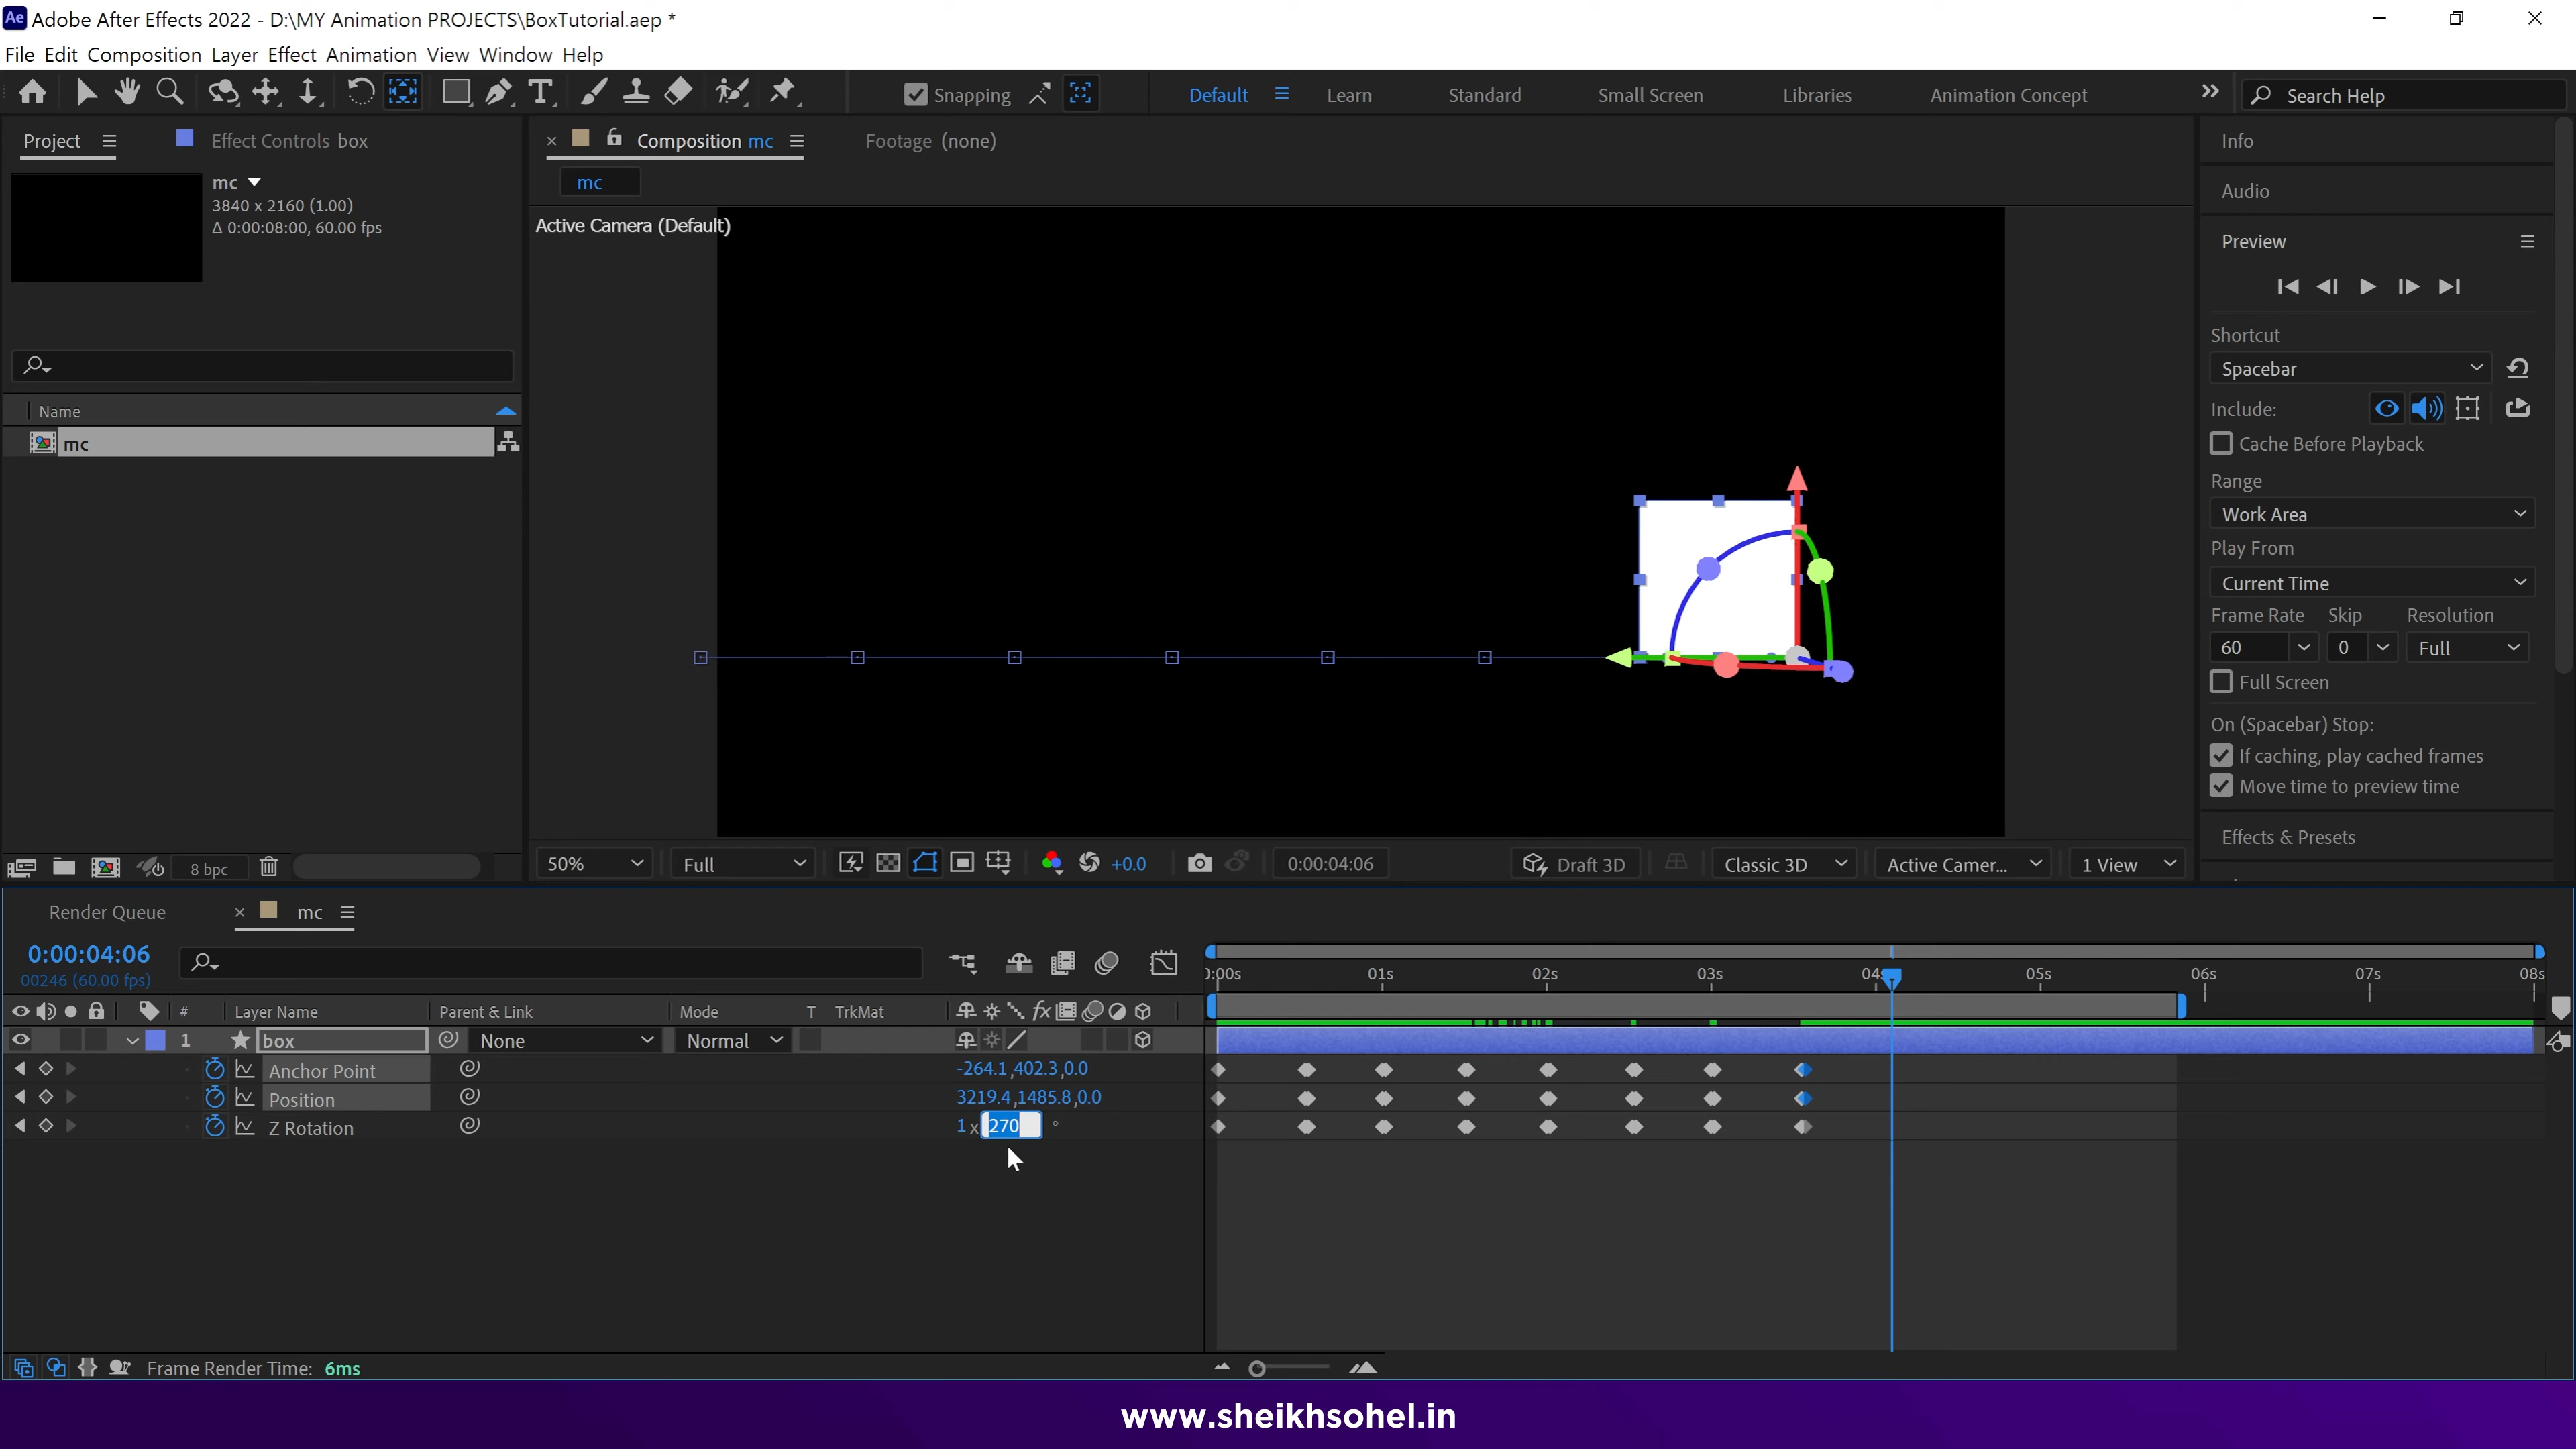 Ae Adobe After Effects 2022 - D:\MY Animation PROJECTS\BoxTutorial.aep *
File Edit Composition Layer Effect Animation View Window Help
Snapping Default Learn Standard Small Screen Libraries Animation Concept Search Help
Project Effect Controls box Composition mc Footage (none) Info
mc
3840 x 2160 (1.00)
Δ 0:00:08:00, 60.00 fps
mc
Active Camera (Default)
Audio
Preview
Shortcut
Spacebar
Include:
Cache Before Playback
Range
Work Area
Play From
Current Time
Frame Rate Skip Resolution
60 0 Full
Full Screen
On (Spacebar) Stop:
If caching, play cached frames
Move time to preview time
Effects & Presets
Name
mc
8 bpc
50% Full +0.0 0:00:04:06 Draft 3D Classic 3D Active Camer... 1 View
Render Queue mc
0:00:04:06
00246 (60.00 fps)
0:00s 01s 02s 03s 04s 05s 06s 07s 08s
# Layer Name Parent & Link Mode T TrkMat fx
1 box None Normal
Anchor Point -264.1,402.3,0.0
Position 3219.4,1485.8,0.0
Z Rotation 1 x 270 °
Frame Render Time: 6ms
www.sheikhsohel.in